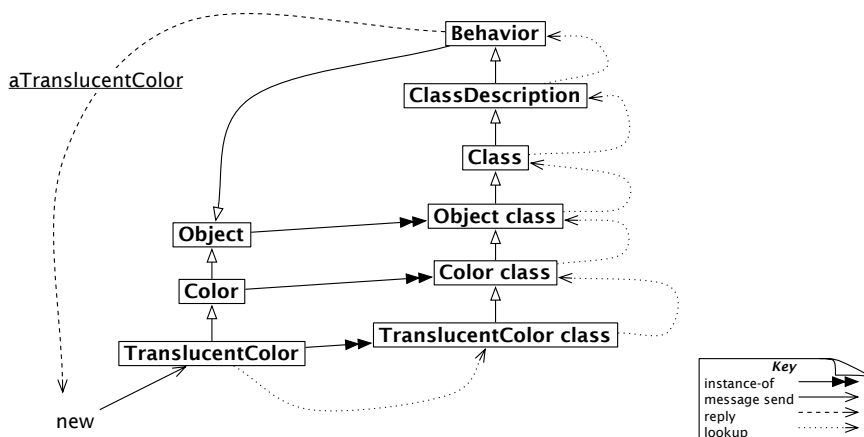 Behavior
aTranslucentColor
ClassDescription
Class
Object class
Object
Color class
Color
TranslucentColor class
TranslucentColor
new
Key
instance-of
message send
reply
lookup